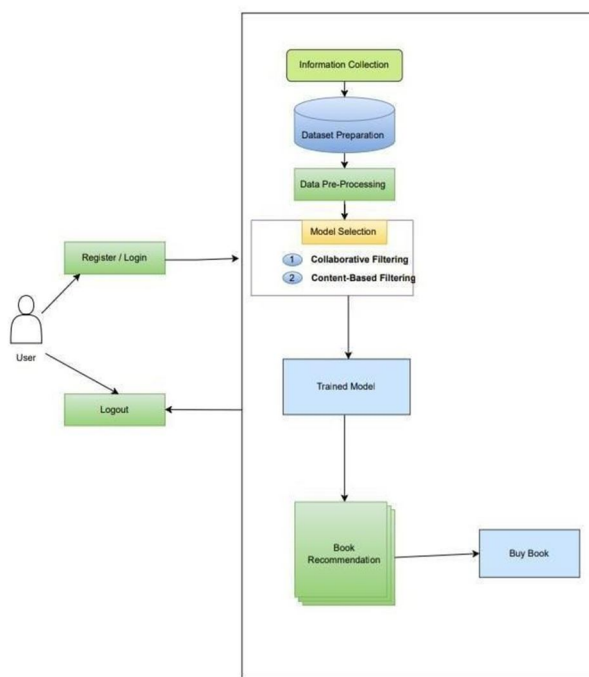 Information Collection
Dataset Preparation
Data Pre-Processing
Model Selection
1 Collaborative Filtering
2 Content-Based Filtering
Register / Login
User
Logout
Trained Model
Book
Recommendation
Buy Book